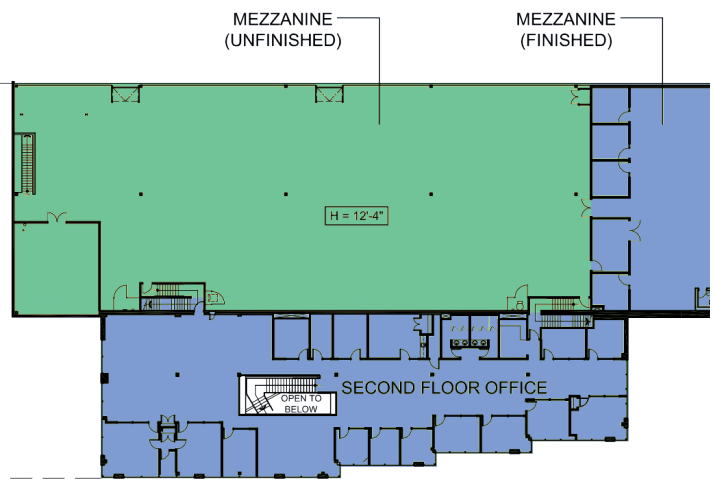 MEZZANINE
(UNFINISHED)
MEZZANINE
(FINISHED)
H = 12'-4"
SECOND FLOOR OFFICE
OPEN TO
BELOW